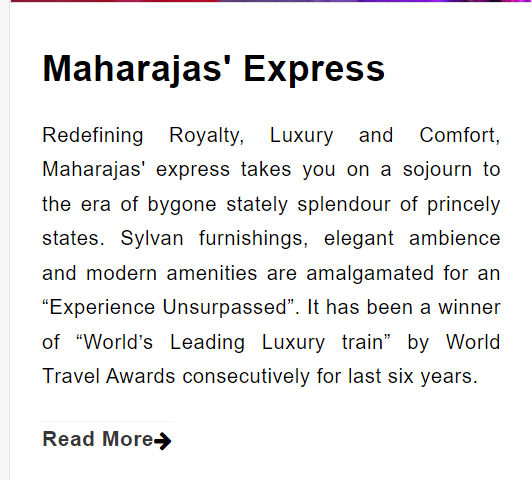 Maharajas' Express
Redefining Royalty, Luxury and Comfort,
Maharajas' express takes you on a sojourn to
the era of bygone stately splendour of princely
states. Sylvan furnishings, elegant ambience
and modern amenities are amalgamated for an
“Experience Unsurpassed”. It has been a winner
of “World’s Leading Luxury train” by World
Travel Awards consecutively for last six years.
Read More